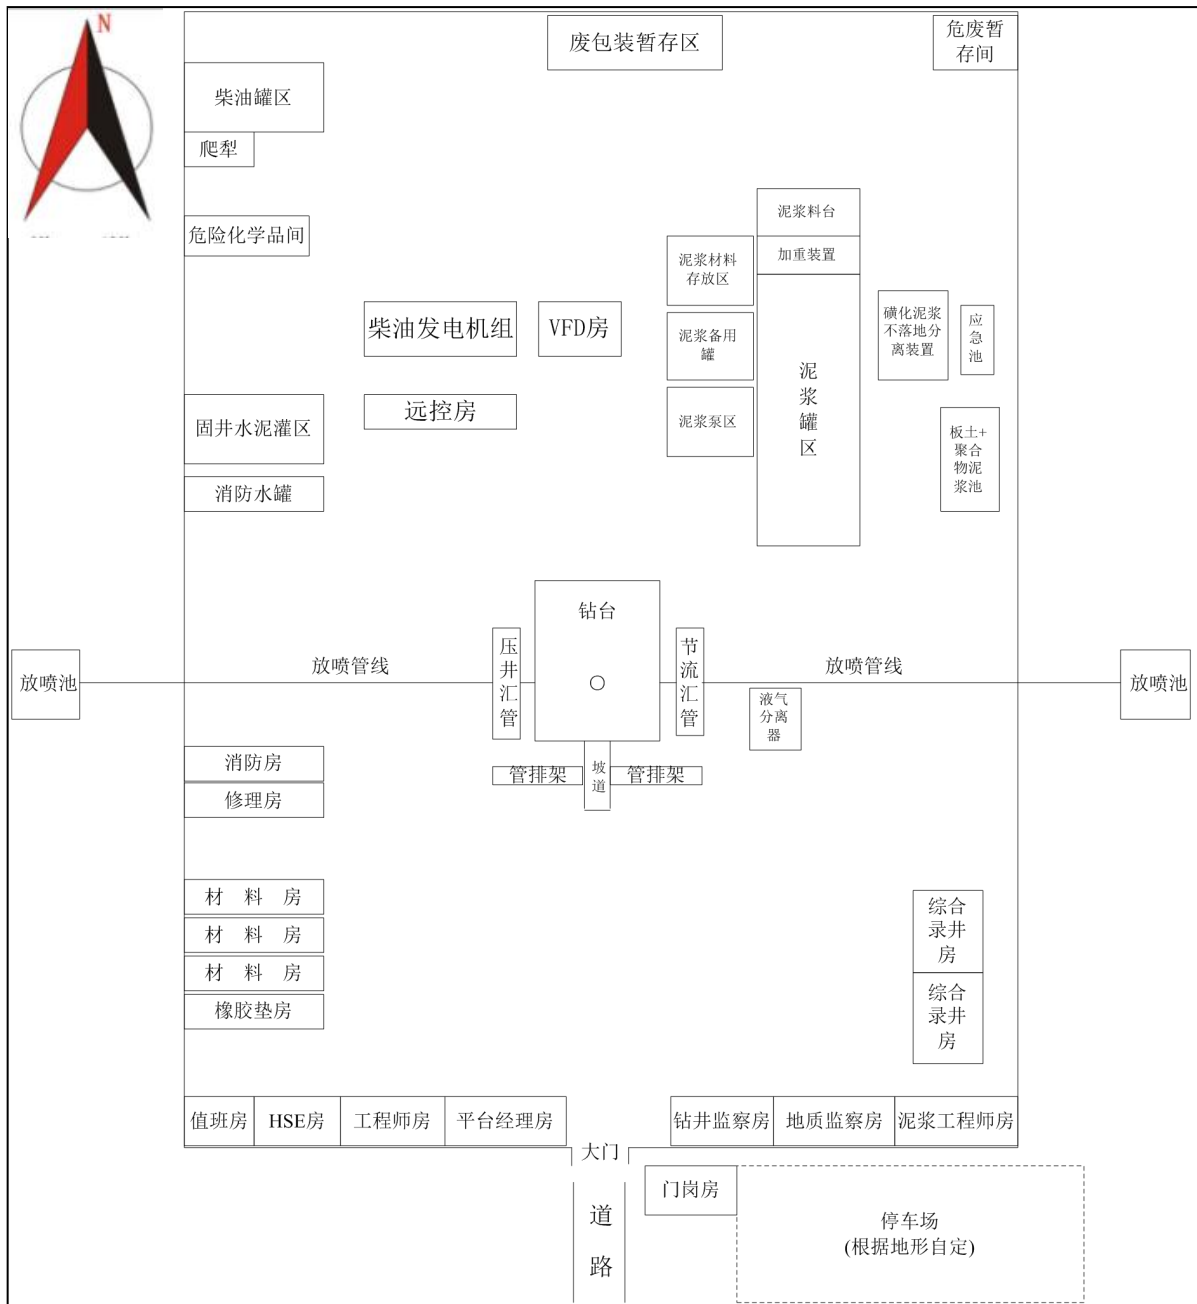 N
废包装暂存区
危废暂
存间
柴油罐区
爬犁
危险化学品间
泥浆料台
加重装置
泥浆材料
存放区
柴油发电机组
VFD房
泥浆备用
罐
泥浆罐区
磺化泥浆
不落地分
离装置
应急池
远控房
泥浆泵区
固井水泥灌区
板土+
聚合
物泥
浆池
消防水罐
钻台
压井汇管
节流汇管
放喷池
放喷管线
放喷管线
放喷池
液气
分离
器
消防房
修理房
管排架
坡道
管排架
材 料 房
材 料 房
材 料 房
橡胶垫房
综合
录井
房
综合
录井
房
值班房
HSE房
工程师房
平台经理房
钻井监察房
地质监察房
泥浆工程师房
大门
门岗房
道路
停车场
(根据地形自定)